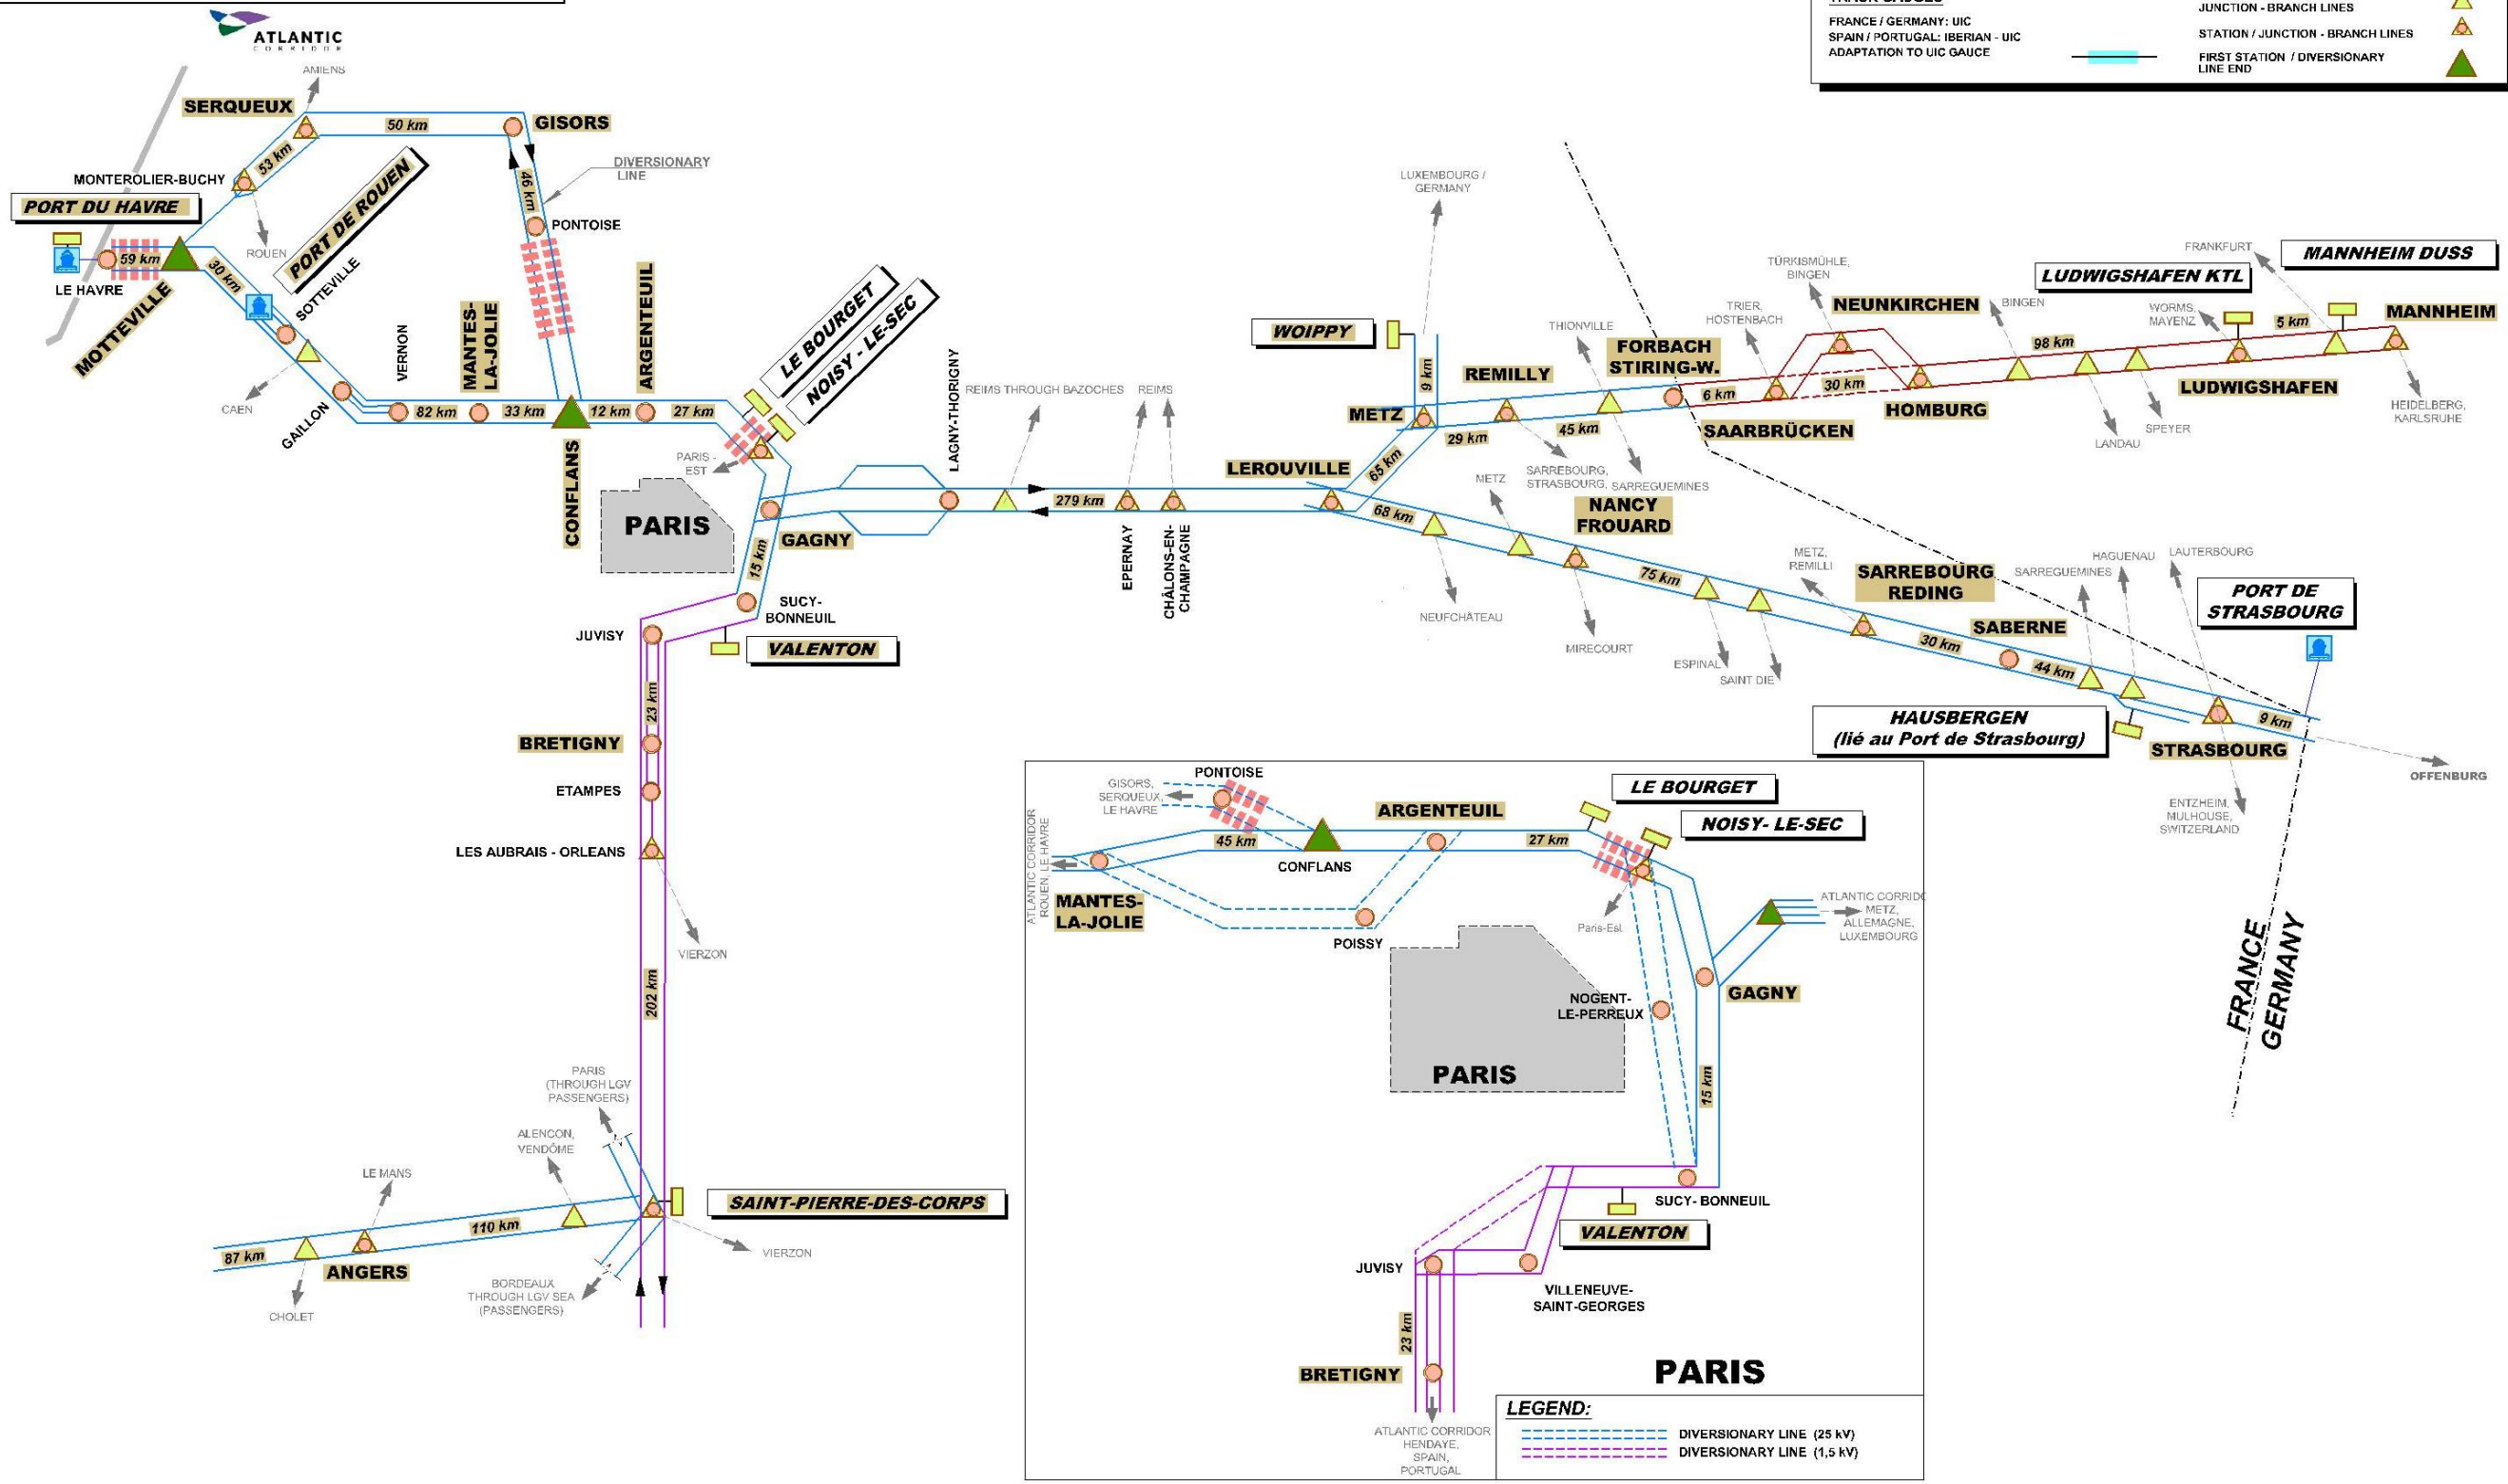 ATLANTIC
CORRIDOR
JUNCTION - BRANCH LINES
FRANCE / GERMANY: UIC
SPAIN / PORTUGAL: IBERIAN - UIC
ADAPTATION TO UIC GAUCE
STATION / JUNCTION - BRANCH LINES
FIRST STATION / DIVERSIONARY
LINE END
AMIENS
SERQUEUX
50 km
GISORS
53 km
MONTEROLIER-BUCHY
PORT DU HAVRE
ROUEN
PORT DE ROUEN
DIVERSIONARY
LINE
46 km
PONTOISE
59 km
LE HAVRE
MOTTEVILLE
30 km
SOTTEVILLE
CAEN
GAILLON
VERNON
82 km
MANTES-
LA-JOLIE
33 km
CONFLANS
12 km
ARGENTEUIL
27 km
LE BOURGET
NOISY - LE-SEC
PARIS -
EST
PARIS
GAGNY
15 km
SUCY-
BONNEUIL
VALENTON
JUVISY
23 km
BRETIGNY
ETAMPES
LES AUBRAIS - ORLEANS
VIERZON
202 km
PARIS
(THROUGH LGV
PASSENGERS)
ALENCON,
VENDÔME
LE MANS
SAINT-PIERRE-DES-CORPS
110 km
87 km
ANGERS
CHOLET
VIERZON
BORDEAUX
THROUGH LGV SEA
(PASSENGERS)
LAGNY-THORIGNY
REIMS THROUGH BAZOCHES
REIMS
279 km
EPERNAY
CHÂLONS-EN-
CHAMPAGNE
LEROUVILLE
65 km
LUXEMBOURG /
GERMANY
WOIPPY
9 km
METZ
29 km
REMILLY
SARREBOURG,
STRASBOURG,
45 km
THIONVILLE
SARREGUEMINES
FORBACH
STIRING-W.
6 km
SAARBRÜCKEN
TRIER,
HOSTENBACH
TÜRKISMÜHLE,
BINGEN
NEUNKIRCHEN
30 km
HOMBURG
BINGEN
98 km
LANDAU
SPEYER
LUDWIGSHAFEN KTL
WORMS,
MAYENZ
LUDWIGSHAFEN
5 km
FRANKFURT
MANNHEIM DUSS
MANNHEIM
HEIDELBERG,
KARLSRUHE
68 km
NEUFCHÂTEAU
METZ
NANCY
FROUARD
MIRECOURT
75 km
ESPINAL
SAINT DIE
METZ,
REMILLI
SARREBOURG
REDING
30 km
SABERNE
44 km
SARREGUEMINES
HAGUENAU
LAUTERBOURG
PORT DE
STRASBOURG
HAUSBERGEN
(lié au Port de Strasbourg)
STRASBOURG
9 km
OFFENBURG
ENTZHEIM,
MULHOUSE,
SWITZERLAND
FRANCE
GERMANY
PONTOISE
GISORS,
SERQUEUX,
LE HAVRE
ATLANTIC CORRIDOR
ROUEN, LE HAVRE
45 km
CONFLANS
ARGENTEUIL
27 km
LE BOURGET
NOISY- LE-SEC
MANTES-
LA-JOLIE
POISSY
Paris-Est
ATLANTIC CORRIDO
METZ,
ALLEMAGNE,
LUXEMBOURG
GAGNY
NOGENT-
LE-PERREUX
PARIS
15 km
SUCY- BONNEUIL
VALENTON
JUVISY
VILLENEUVE-
SAINT-GEORGES
23 km
BRETIGNY
PARIS
ATLANTIC CORRIDOR
HENDAYE,
SPAIN,
PORTUGAL
LEGEND:
DIVERSIONARY LINE (25 kV)
DIVERSIONARY LINE (1,5 kV)